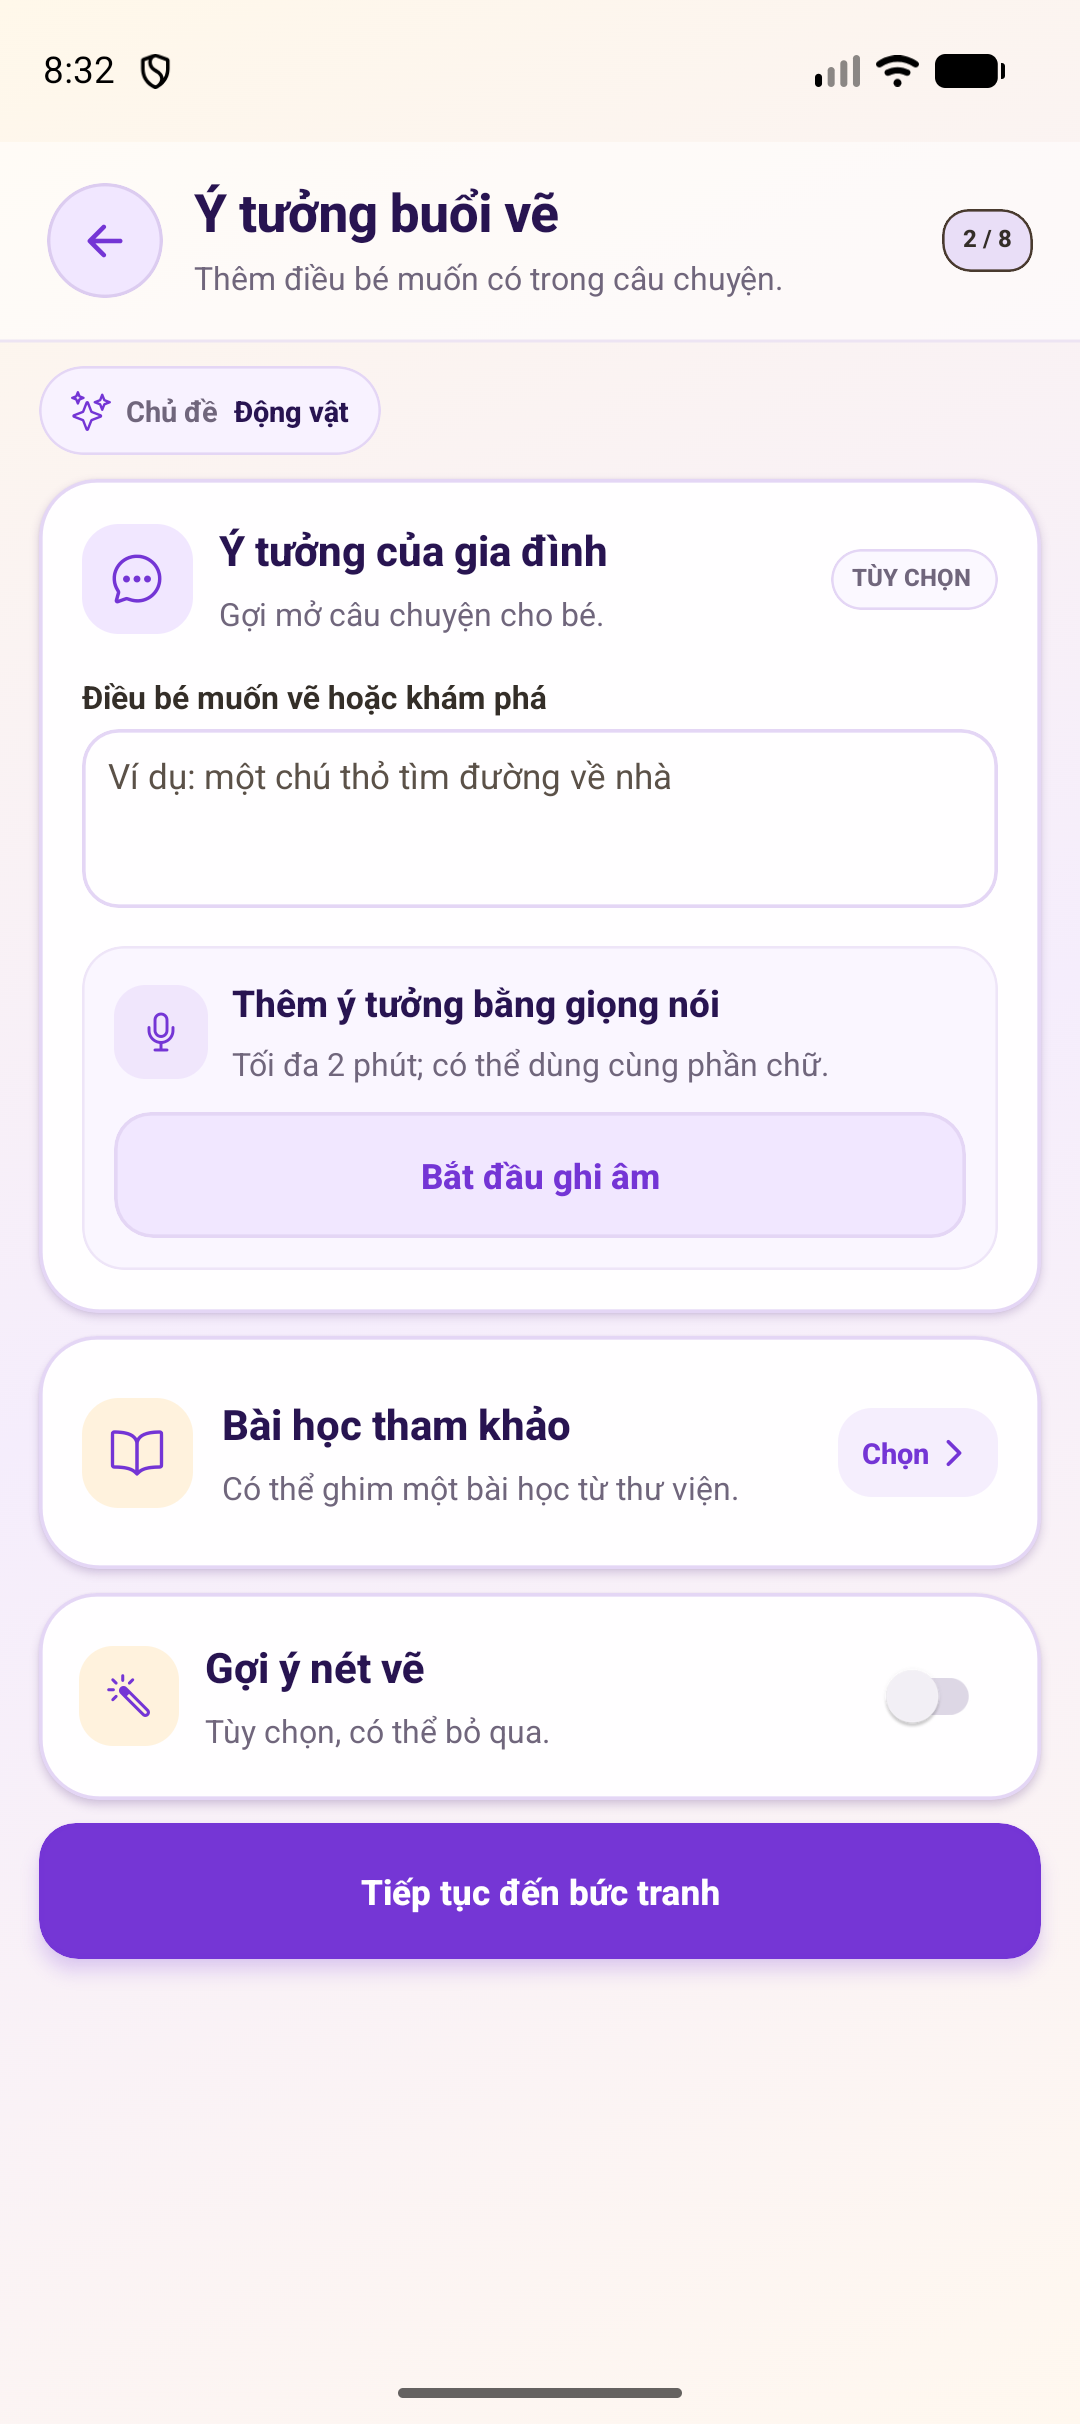 8:32
Ý tưởng buổi vẽ
Thêm điều bé muốn có trong câu chuyện.
2 / 8
Chủ đề Động vật
Ý tưởng của gia đình
Gợi mở câu chuyện cho bé.
TÙY CHỌN
Điều bé muốn vẽ hoặc khám phá
Ví dụ: một chú thỏ tìm đường về nhà
Thêm ý tưởng bằng giọng nói
Tối đa 2 phút; có thể dùng cùng phần chữ.
Bắt đầu ghi âm
Bài học tham khảo
Có thể ghim một bài học từ thư viện.
Chọn
Gợi ý nét vẽ
Tùy chọn, có thể bỏ qua.
Tiếp tục đến bức tranh